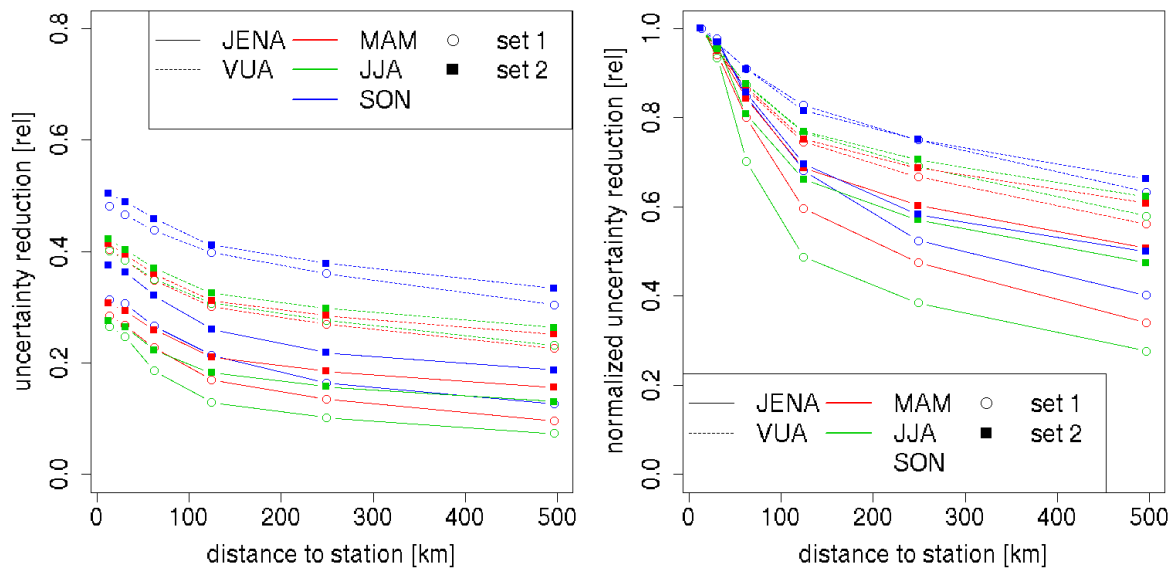 uncertainty reduction [rel]
0.0
0.2
0.4
0.6
0.8
JENA MAM set 1
VUA JJA set 2
SON
0 100 200 300 400 500
distance to station [km]
normalized uncertainty reduction [rel]
0.0
0.2
0.4
0.6
0.8
1.0
JENA MAM set 1
VUA JJA set 2
SON
0 100 200 300 400 500
distance to station [km]